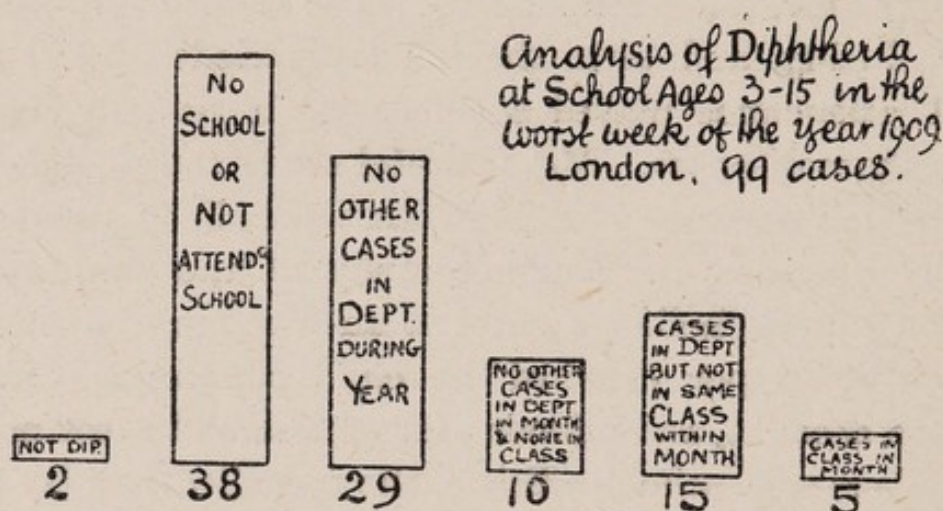 Analysis of Diphtheria
at School Ages 3-15 in the
worst week of the year 1909
London. 99 cases.
NO
SCHOOL
OR
NOT
ATTENDG
SCHOOL
38
NO
OTHER
CASES
IN
DEPT.
DURING
YEAR
29
NO OTHER
CASES
IN DEPT
IN MONTH
& NONE IN
CLASS
10
CASES
IN DEPT
BUT NOT
IN SAME
CLASS
WITHIN
MONTH
15
CASES IN
CLASS IN
MONTH
5
NOT DIP.
2